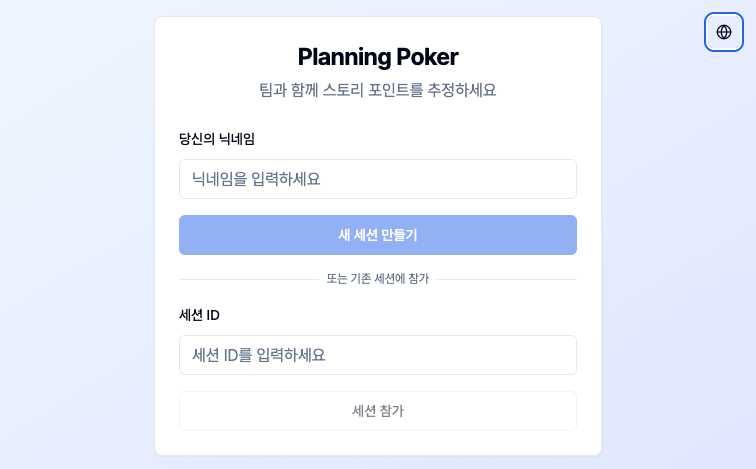 Planning Poker
팀과 함께 스토리 포인트를 추정하세요
당신의 닉네임
닉네임을 입력하세요
새 세션 만들기
또는 기존 세션에 참가
세션 ID
세션 ID를 입력하세요
세션 참가